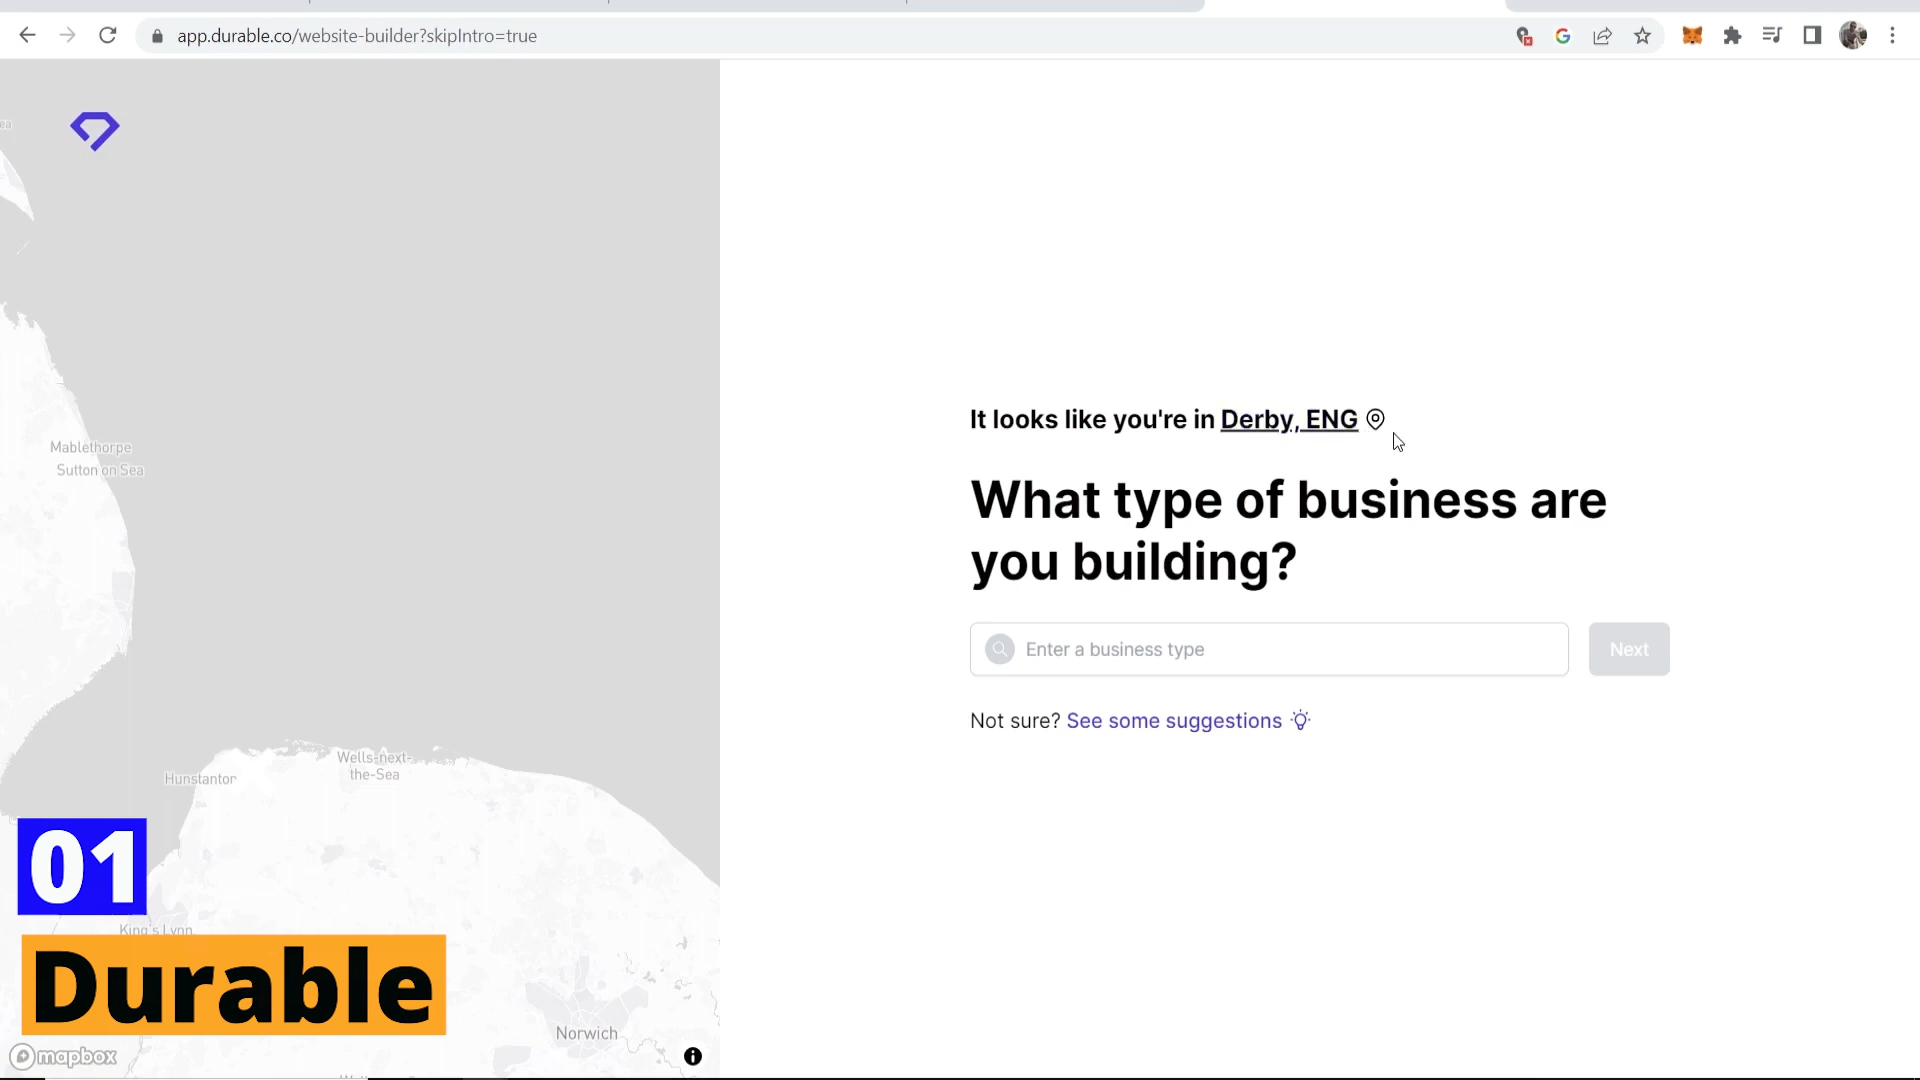 app.durable.co/website-builder?skipIntro=true
Mablethorpe
Sutton on Sea
It looks like you're in Derby, ENG
What type of business are
you building?
Enter a business type
Next
Not sure? See some suggestions
Wells-next-
the-Sea
Hunstanton
01
King's Lynn
Durable
Norwich
mapbox